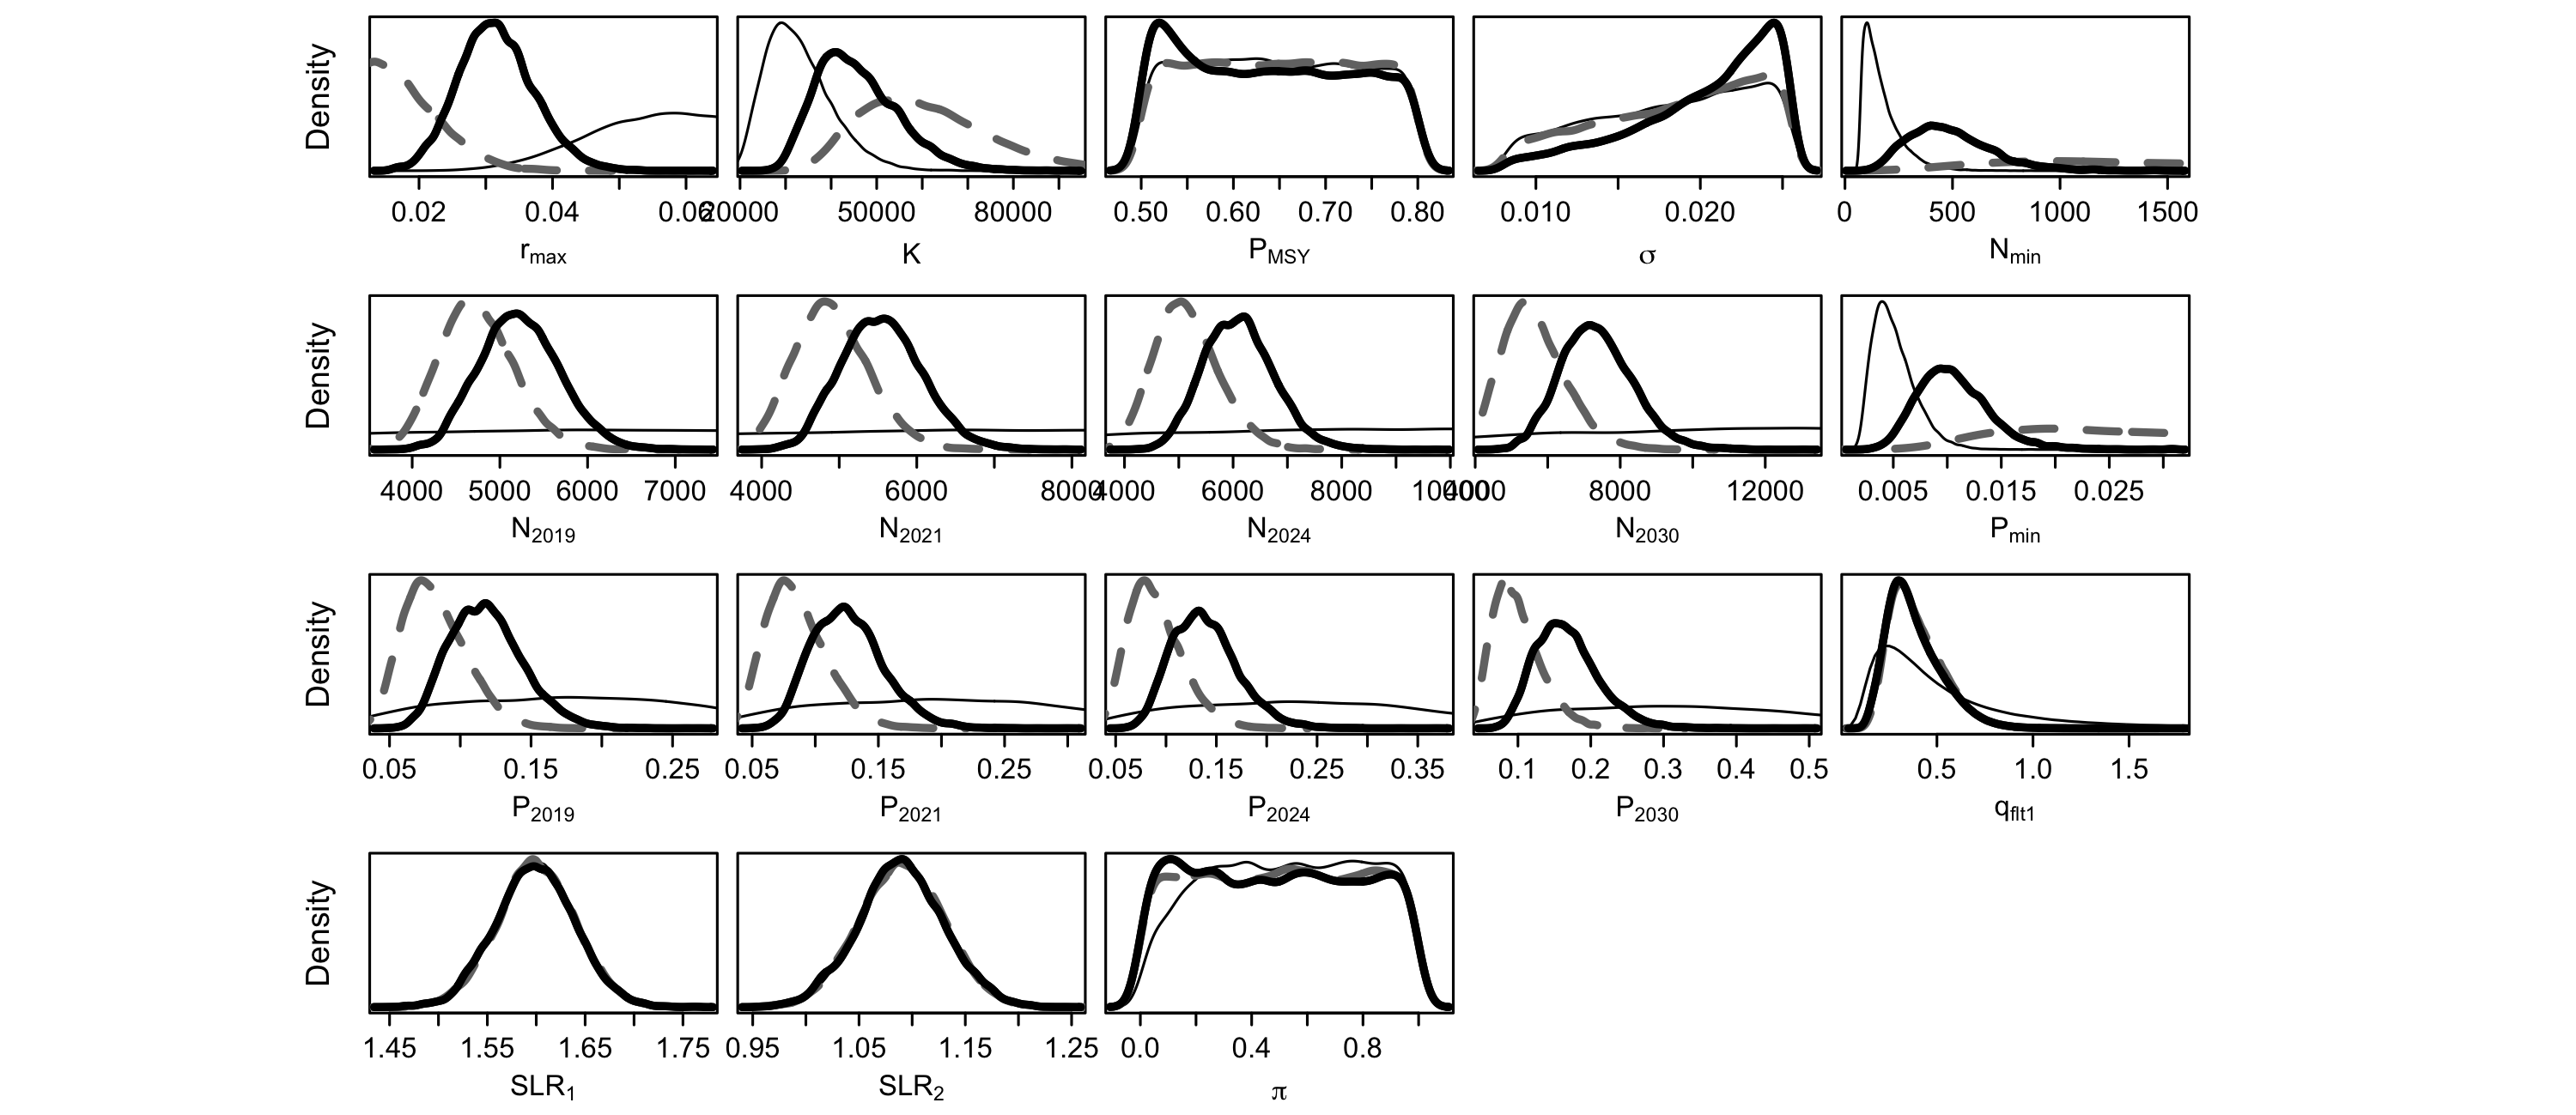 Density
0.02 0.04 0.06 20000 50000 80000 0.50 0.60 0.70 0.80 0.010 0.020 0 500 1000 1500
rmax K PMSY σ Nmin
Density
4000 5000 6000 7000 4000 6000 8000 4000 6000 8000 10000 4000 8000 12000 0.005 0.015 0.025
N2019 N2021 N2024 N2030 Pmin
Density
0.05 0.15 0.25 0.05 0.15 0.25 0.05 0.15 0.25 0.35 0.1 0.2 0.3 0.4 0.5 0.5 1.0 1.5
P2019 P2021 P2024 P2030 qflt1
Density
1.45 1.55 1.65 1.75 0.95 1.05 1.15 1.25 0.0 0.4 0.8
SLR1 SLR2 π